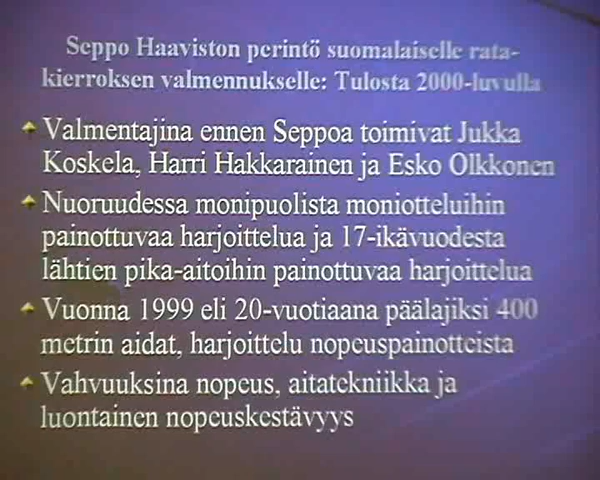 Seppo Haaviston perintö suomalaiselle rata-
kierroksen valmennukselle: Tulosta 2000-luvulla
Valmentajina ennen Seppoa toimivat Jukka
Koskela, Harri Hakkarainen ja Esko Olkkonen
Nuoruudessa monipuolista moniotteluihin
painottuvaa harjoittelua ja 17-ikävuodesta
lähtien pika-aitoihin painottuvaa harjoittelua
Vuonna 1999 eli 20-vuotiaana päälajiksi 400
metrin aidat, harjoittelu nopeuspainotteista
Vahvuuksina nopeus, aitatekniikka ja
luontainen nopeuskestävyys